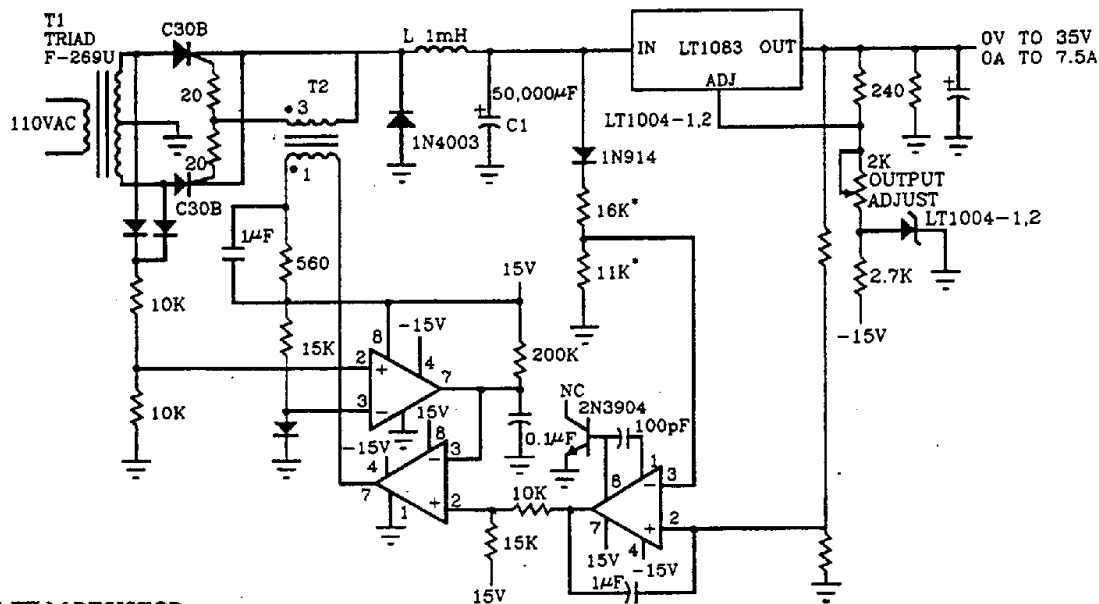 T1
TRIAD
F-269U
C30B
L 1mH
IN LT1083 OUT
ADJ
0V TO 35V
0A TO 7.5A
20
T2
3
50,000µF
+
C1
240
+
110VAC
LT1004-1,2
1N4003
20
1
1N914
2K
OUTPUT
ADJUST
C30B
16K*
LT1004-1,2
1µF
560
15V
11K*
2.7K
10K
-15V
-15V
8
4
15K
200K
2
+
7
NC
2N3904
3
-
15V
100pF
10K
8
0.1µF
-15V
3
-
1
3
-
4
8
7
10K
2
+
+
2
1
7
15K
15V
4
-15V
1µF
15V